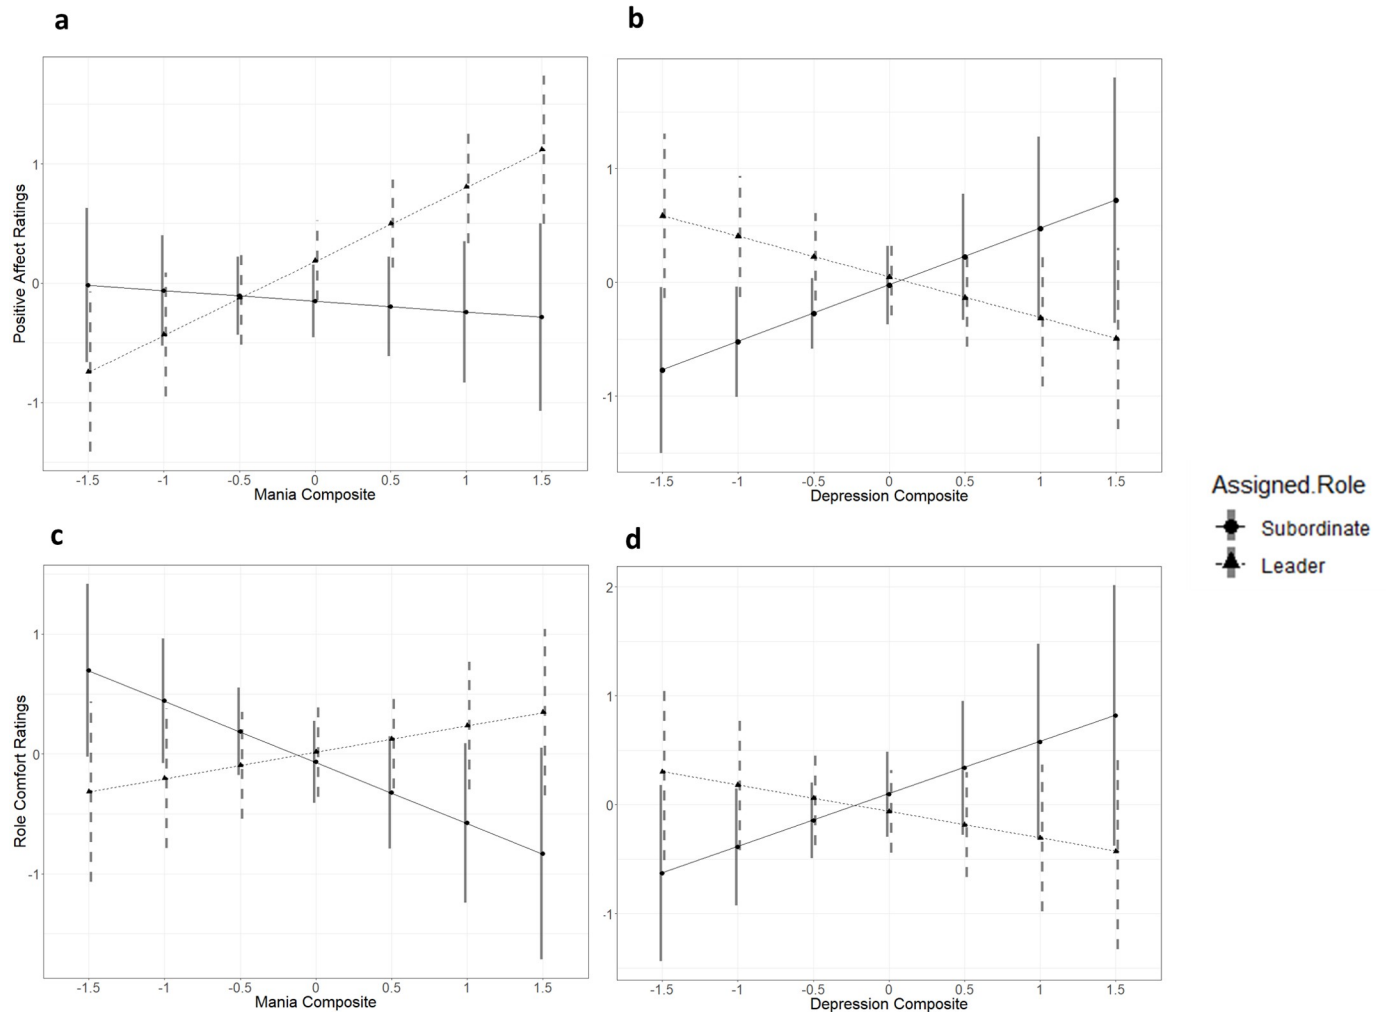 a
b
Positive Affect Ratings
1
0
-1
-1.5 -1 -0.5 0 0.5 1 1.5
Mania Composite
1
0
-1
-1.5 -1 -0.5 0 0.5 1 1.5
Depression Composite
Assigned.Role
Subordinate
Leader
c
d
Role Comfort Ratings
1
0
-1
-1.5 -1 -0.5 0 0.5 1 1.5
Mania Composite
2
1
0
-1
-1.5 -1 -0.5 0 0.5 1 1.5
Depression Composite